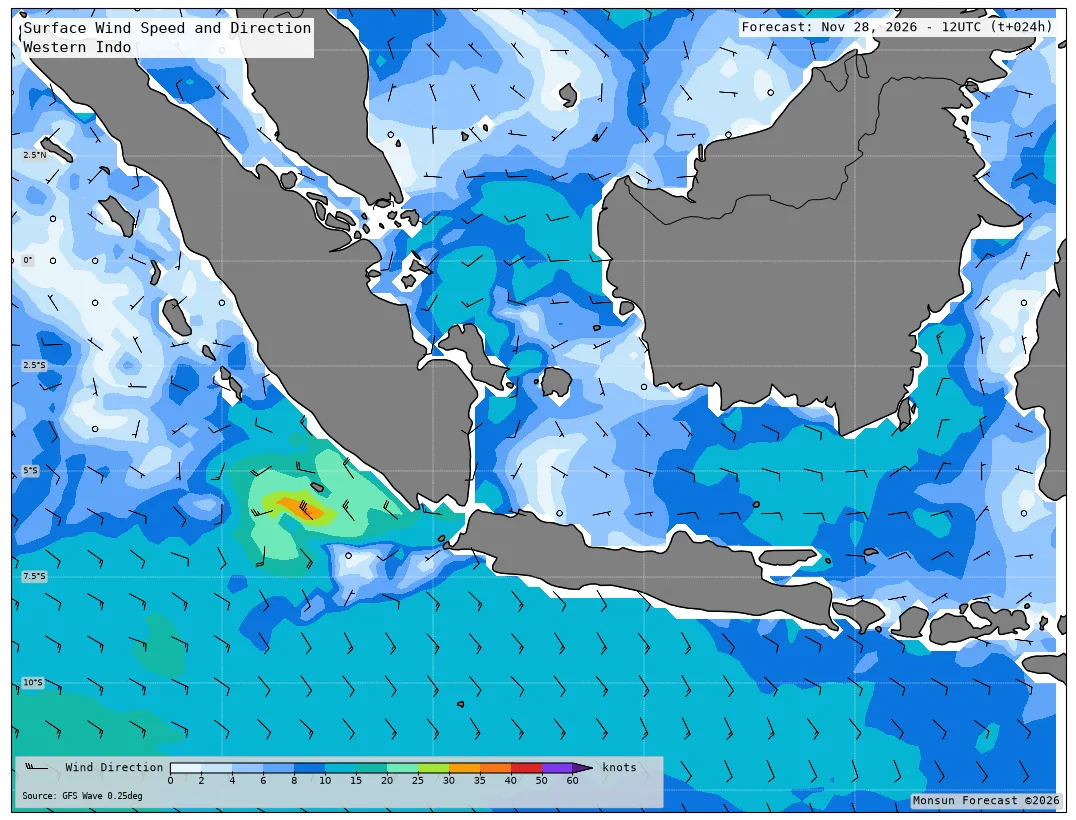 Surface Wind Speed and Direction
Western Indo
Forecast: Nov 28, 2026 - 12UTC (t+024h)
2.5°N
0°
2.5°S
5°S
7.5°S
10°S
Wind Direction
0 2 4 6 8 10 15 20 25 30 35 40 50 60
knots
Source: GFS Wave 0.25deg
Monsun Forecast ©2026